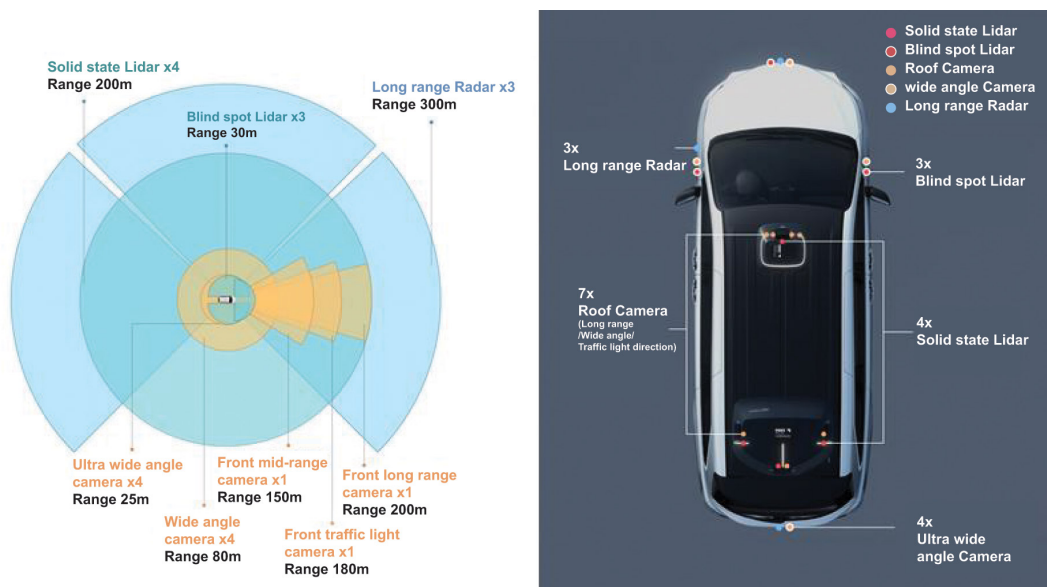 Solid state Lidar x4
Range 200m
Blind spot Lidar x3
Range 30m
Long range Radar x3
Range 300m
Ultra wide angle
camera x4
Range 25m
Wide angle
camera x4
Range 80m
Front mid-range
camera x1
Range 150m
Front traffic light
camera x1
Range 180m
Front long range
camera x1
Range 200m
Solid state Lidar
Blind spot Lidar
Roof Camera
wide angle Camera
Long range Radar
3x
Long range Radar
3x
Blind spot Lidar
7x
Roof Camera
(Long range
/Wide angle/
Traffic light direction)
4x
Solid state Lidar
4x
Ultra wide
angle Camera